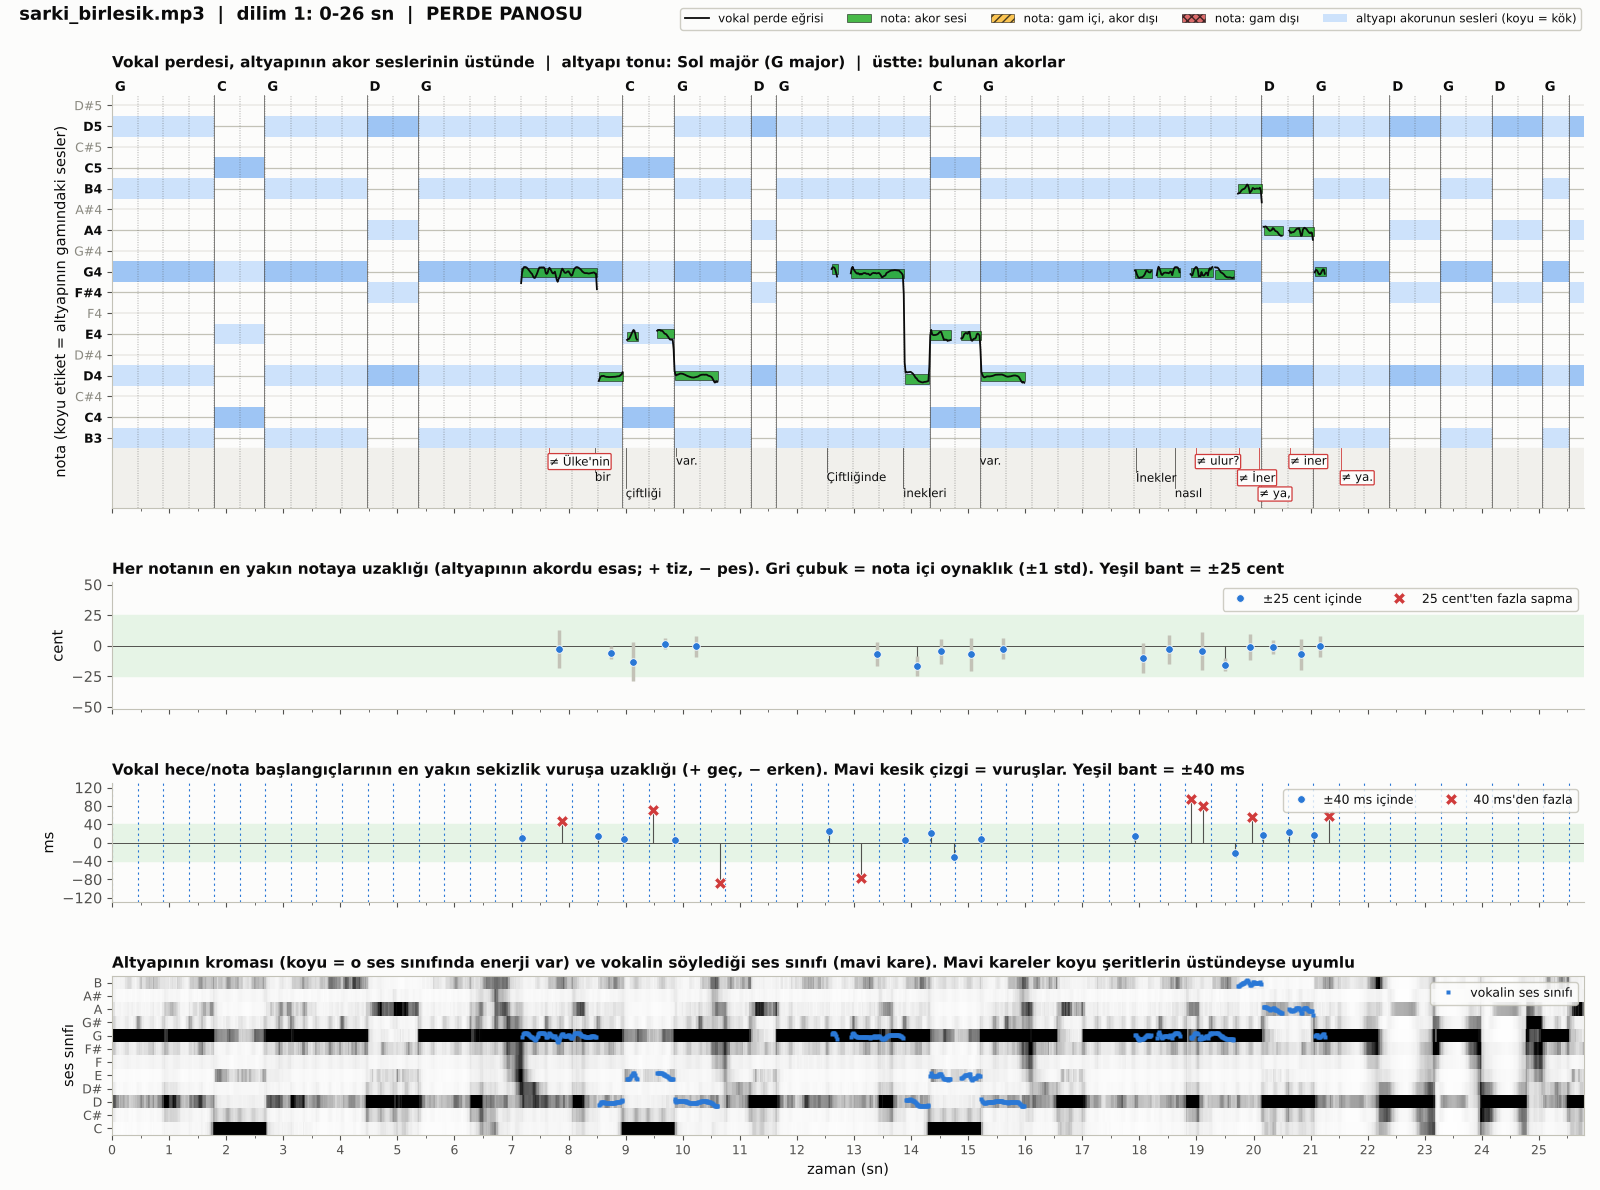 sarki_birlesik.mp3 | dilim 1: 0-26 sn | PERDE PANOSU
vokal perde eğrisi
nota: akor sesi
nota: gam içi, akor dışı
nota: gam dışı
altyapı akorunun sesleri (koyu = kök)
Vokal perdesi, altyapının akor seslerinin üstünde | altyapı tonu: Sol majör (G major) | üstte: bulunan akorlar
G C G D G C G D G C G D G D G D G
nota (koyu etiket = altyapının gamındaki sesler)
D#5
D5
C#5
C5
B4
A#4
A4
G#4
G4
F#4
F4
E4
D#4
D4
C#4
C4
B3
≠ Ülke'nin var. var. ≠ ulur? ≠ iner
bir Çiftliğinde İnekler ≠ İner ≠ ya.
çiftliği inekleri nasıl ≠ ya,
Her notanın en yakın notaya uzaklığı (altyapının akordu esas; + tiz, − pes). Gri çubuk = nota içi oynaklık (±1 std). Yeşil bant = ±25 cent
±25 cent içinde
25 cent'ten fazla sapma
cent
50
25
0
−25
−50
Vokal hece/nota başlangıçlarının en yakın sekizlik vuruşa uzaklığı (+ geç, − erken). Mavi kesik çizgi = vuruşlar. Yeşil bant = ±40 ms
±40 ms içinde
40 ms'den fazla
ms
120
80
40
0
−40
−80
−120
Altyapının kroması (koyu = o ses sınıfında enerji var) ve vokalin söylediği ses sınıfı (mavi kare). Mavi kareler koyu şeritlerin üstündeyse uyumlu
vokalin ses sınıfı
ses sınıfı
B
A#
A
G#
G
F#
F
E
D#
D
C#
C
0 1 2 3 4 5 6 7 8 9 10 11 12 13 14 15 16 17 18 19 20 21 22 23 24 25
zaman (sn)